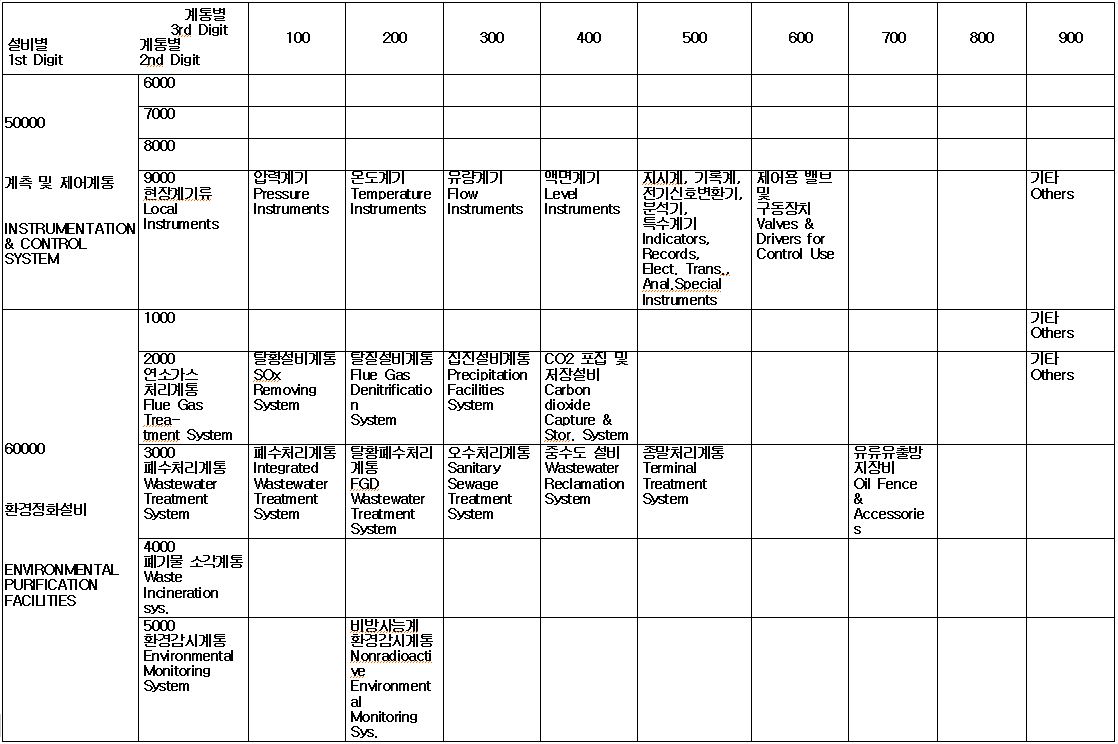 계통별
3rd Digit
설비별
1st Digit
계통별
2nd Digit
100
200
300
400
500
600
700
800
900
50000
계측 및 제어계통
INSTRUMENTATION
& CONTROL
SYSTEM
6000
7000
8000
9000
현장계기류
Local
Instruments
압력계기
Pressure
Instruments
온도계기
Temperature
Instruments
유량계기
Flow
Instruments
액면계기
Level
Instruments
지시계, 기록계,
전기신호변환기,
분석기,
특수계기
Indicators,
Records,
Elect. Trans.,
Anal,Special
Instruments
제어용 밸브
및
구동장치
Valves &
Drivers for
Control Use
기타
Others
60000
환경정화설비
ENVIRONMENTAL
PURIFICATION
FACILITIES
1000
기타
Others
2000
연소가스
처리계통
Flue Gas
Trea-
tment System
탈황설비계통
SOx
Removing
System
탈질설비계통
Flue Gas
Denitrificatio
n
System
집진설비계통
Precipitation
Facilities
System
CO2 포집 및
저장설비
Carbon
dioxide
Capture &
Stor. System
기타
Others
3000
폐수처리계통
Wastewater
Treatment
System
폐수처리계통
Integrated
Wastewater
Treatment
System
탈황폐수처리
계통
FGD
Wastewater
Treatment
System
오수처리계통
Sanitary
Sewage
Treatment
System
중수도 설비
Wastewater
Reclamation
System
종말처리계통
Terminal
Treatment
System
유류유출방
지장비
Oil Fence
&
Accessorie
s
4000
폐기물 소각계통
Waste
Incineration
sys.
5000
환경감시계통
Environmental
Monitoring
System
비방사능계
환경감시계통
Nonradioacti
ve
Environment
al
Monitoring
Sys.